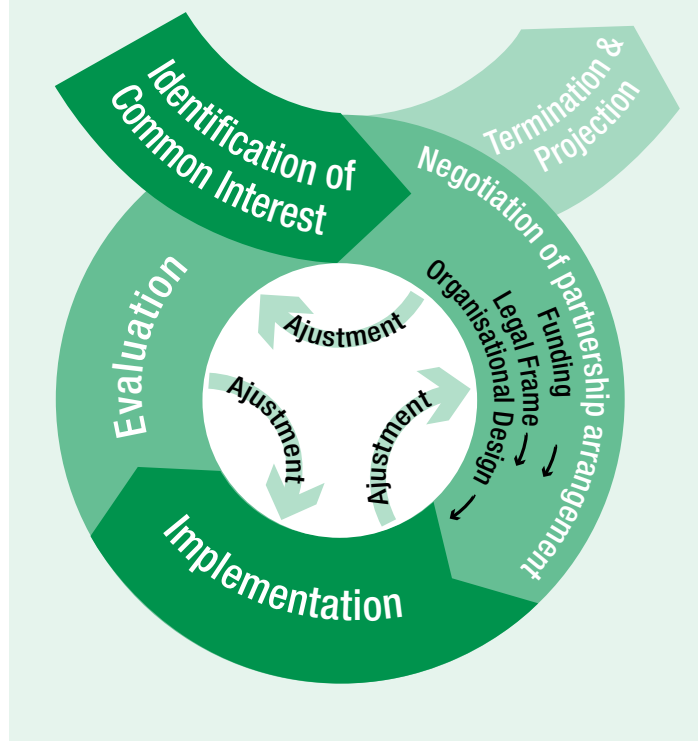 Identification of
Common Interest
Termination &
Projection
Negotiation of partnership arrangement
Funding
Legal Frame
Organisational Design
Implementation
Evaluation
Ajustment
Ajustment
Ajustment